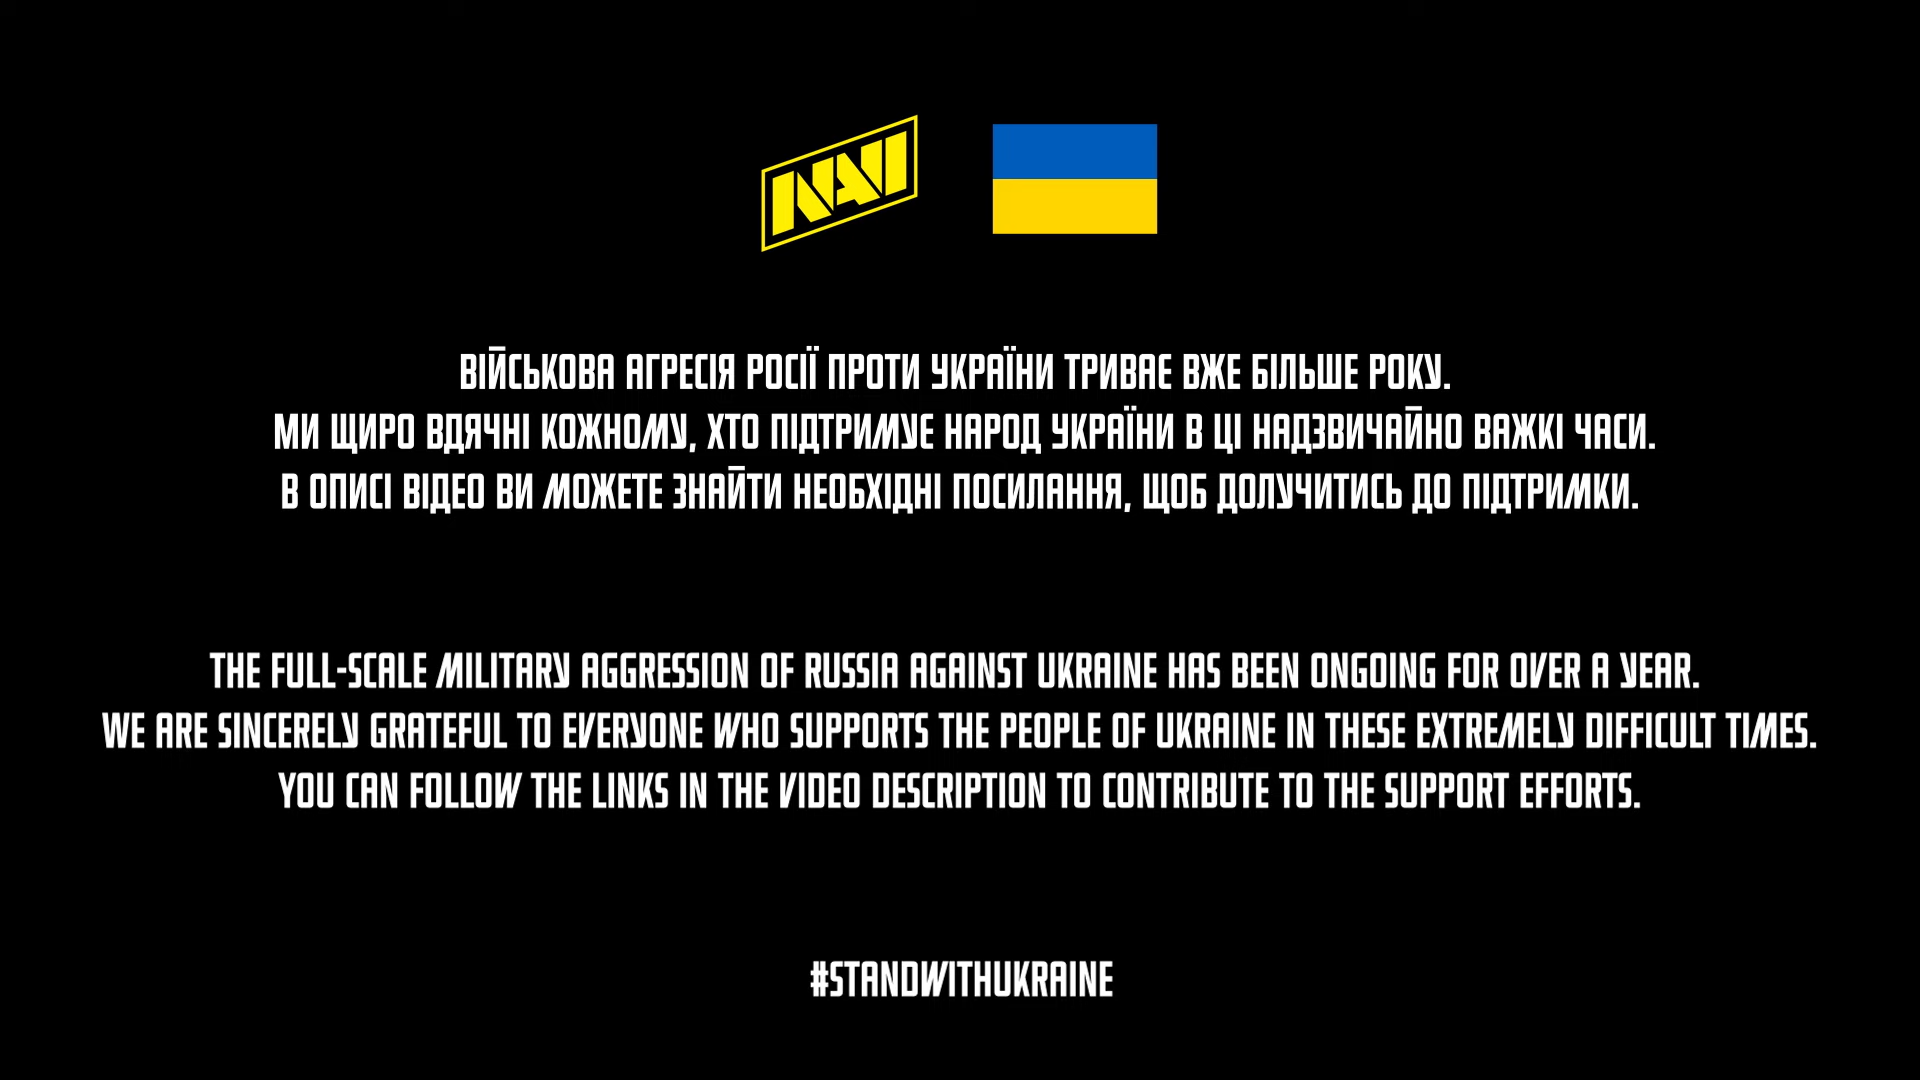 NAVI
ВІЙСЬКОВА АГРЕСІЯ РОСІЇ ПРОТИ УКРАЇНИ ТРИВАЄ ВЖЕ БІЛЬШЕ РОКУ.
МИ ЩИРО ВДЯЧНІ КОЖНОМУ, ХТО ПІДТРИМУЄ НАРОД УКРАЇНИ В ЦІ НАДЗВИЧАЙНО ВАЖКІ ЧАСИ.
В ОПИСІ ВІДЕО ВИ МОЖЕТЕ ЗНАЙТИ НЕОБХІДНІ ПОСИЛАННЯ, ЩОБ ДОЛУЧИТИСЬ ДО ПІДТРИМКИ.
THE FULL-SCALE MILITARY AGGRESSION OF RUSSIA AGAINST UKRAINE HAS BEEN ONGOING FOR OVER A YEAR.
WE ARE SINCERELY GRATEFUL TO EVERYONE WHO SUPPORTS THE PEOPLE OF UKRAINE IN THESE EXTREMELY DIFFICULT TIMES.
YOU CAN FOLLOW THE LINKS IN THE VIDEO DESCRIPTION TO CONTRIBUTE TO THE SUPPORT EFFORTS.
#STANDWITHUKRAINE